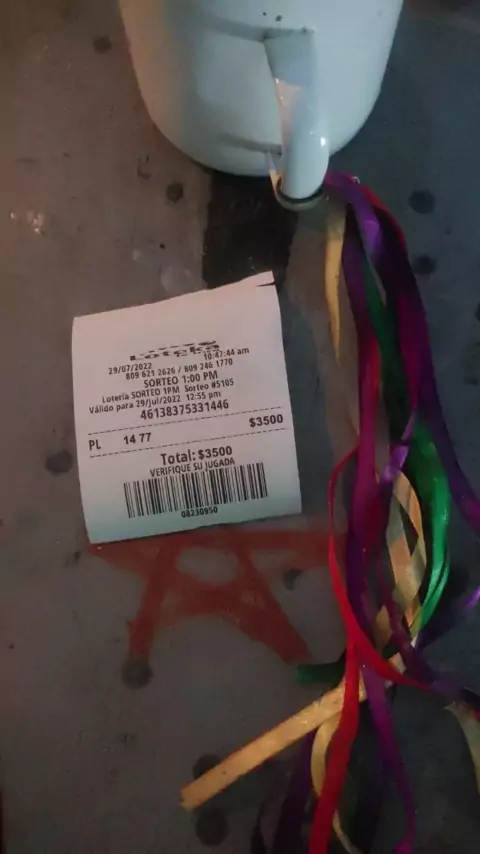 Loteka
29/07/2022 10:47:44 am
809 621 2626 / 809 246 1770
SORTEO 1:00 PM
Lotería SORTEO 1PM Sorteo #5105
Válido para 29/jul/2022 12:55 pm
46138375331446
PL 14 77 $3500
Total: $3500
VERIFIQUE SU JUGADA
08230950